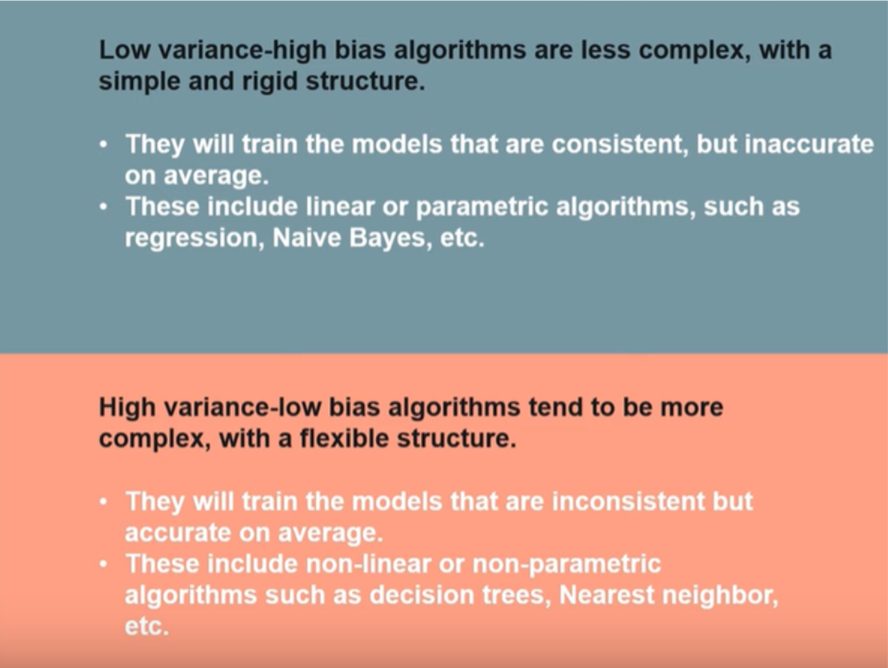 Low variance-high bias algorithms are less complex, with a
simple and rigid structure.
• They will train the models that are consistent, but inaccurate
on average.
• These include linear or parametric algorithms, such as
regression, Naive Bayes, etc.
High variance-low bias algorithms tend to be more
complex, with a flexible structure.
• They will train the models that are inconsistent but
accurate on average.
• These include non-linear or non-parametric
algorithms such as decision trees, Nearest neighbor,
etc.